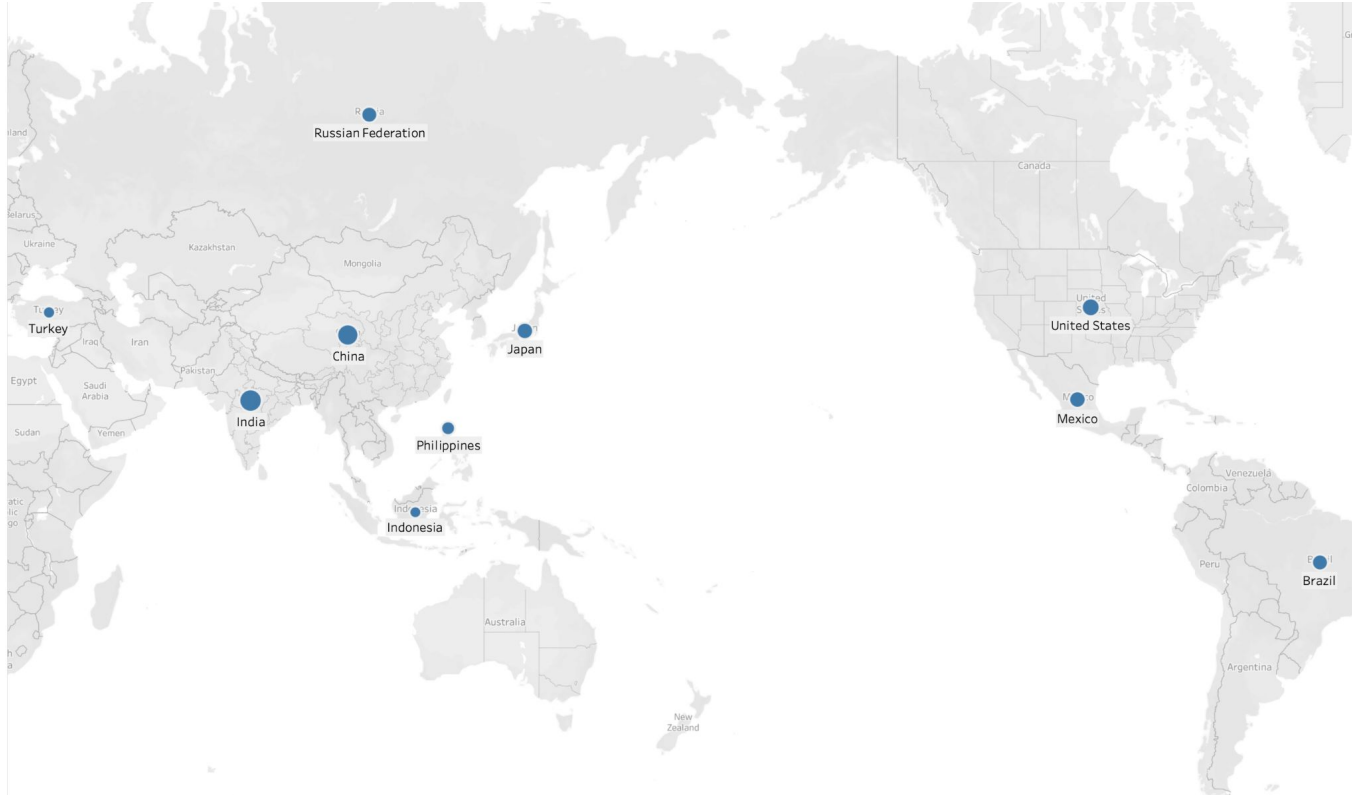 Russian Federation
Canada
Ukraine
Kazakhstan
Mongolia
Turkey
United States
Iraq
Iran
China
Japan
Pakistan
Egypt
Saudi
Arabia
India
Mexico
Sudan
Yemen
Philippines
Venezuela
Colombia
Indonesia
Peru
Brazil
Australia
Argentina
New
Zealand